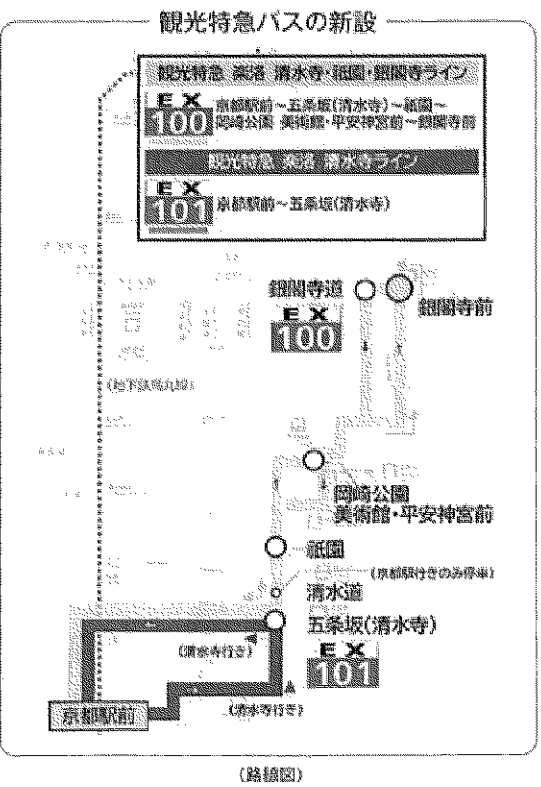 観光特急バスの新設
観光特急 楽洛 清水寺・祇園・銀閣寺ライン
EX
100
京都駅前～五条坂(清水寺)～祇園～
岡崎公園 美術館・平安神宮前～銀閣寺前
観光特急 楽洛 清水寺ライン
EX
101
京都駅前～五条坂(清水寺)
銀閣寺道
銀閣寺前
EX
100
(地下鉄烏丸線)
岡崎公園
美術館・平安神宮前
祇園
(京都駅行きのみ停車)
清水道
五条坂(清水寺)
EX
101
(清水寺行き)
(清水寺行き)
京都駅前
(路線図)